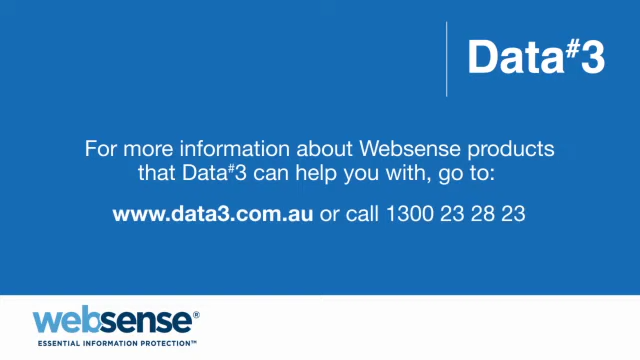 Data#3
For more information about Websense products
that Data#3 can help you with, go to:
www.data3.com.au or call 1300 23 28 23
websense®
ESSENTIAL INFORMATION PROTECTION™